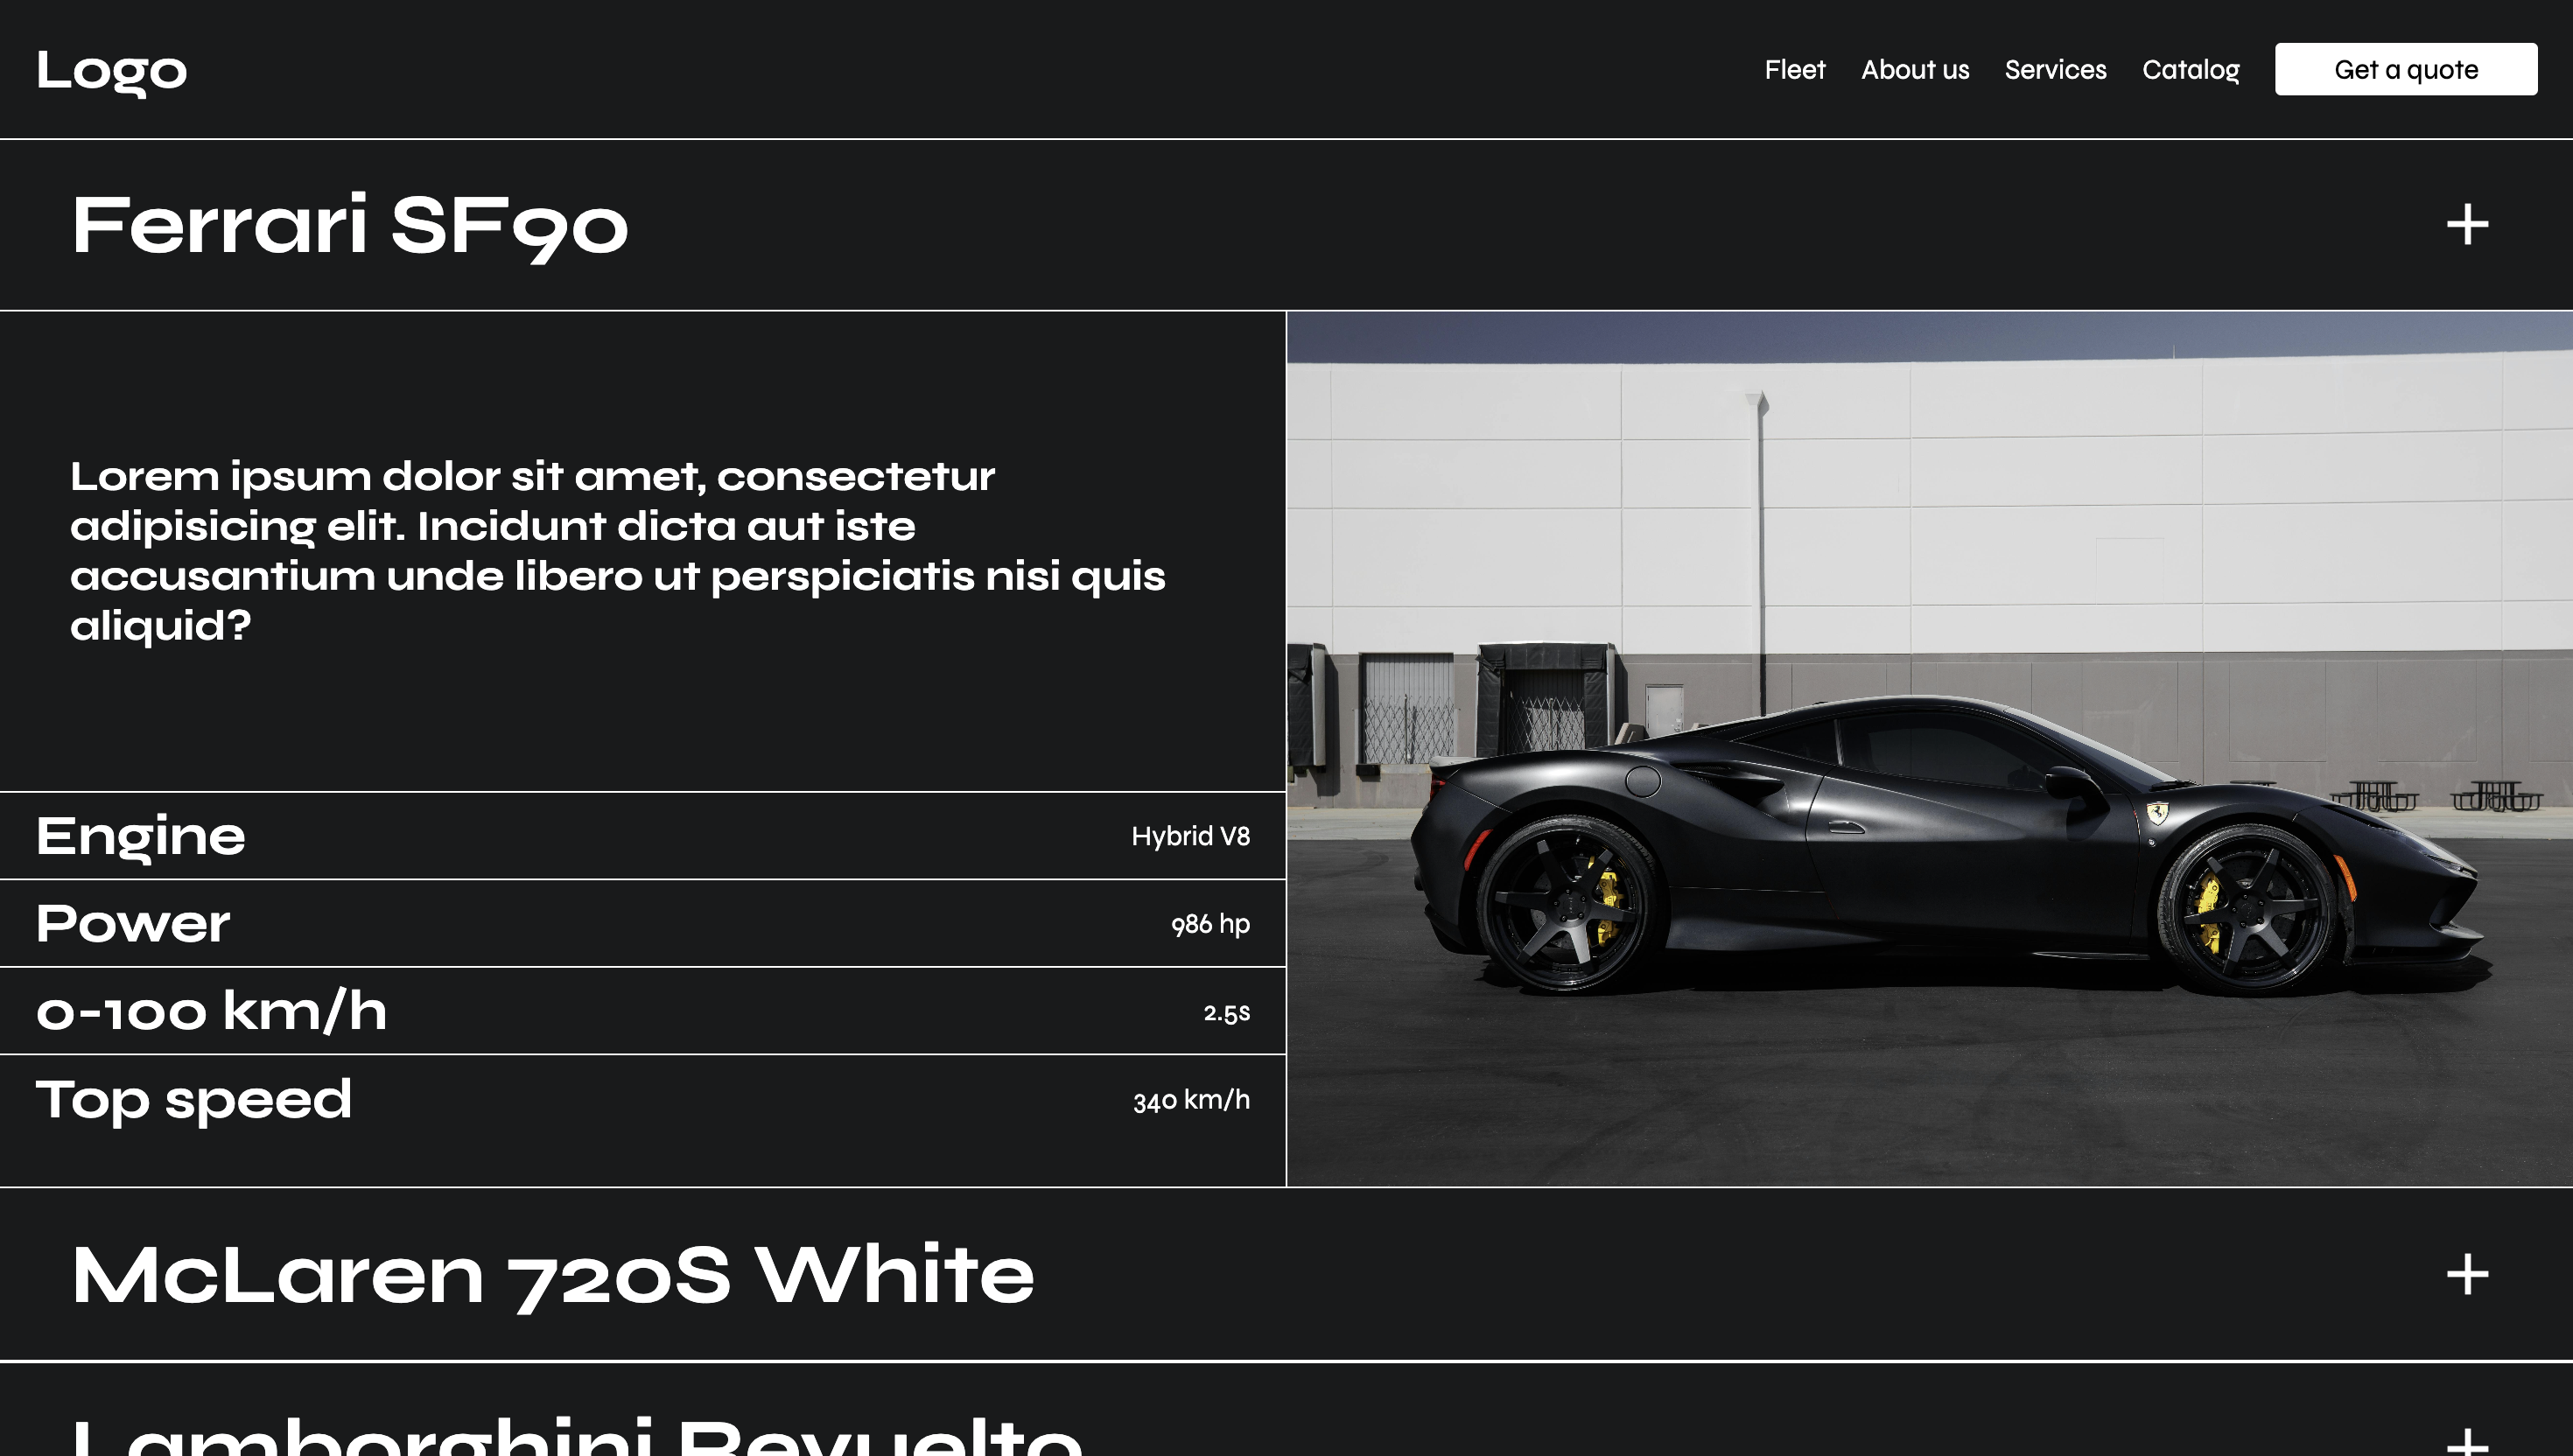 Logo
Fleet About us Services Catalog Get a quote
Ferrari SF90
Lorem ipsum dolor sit amet, consectetur
adipisicing elit. Incidunt dicta aut iste
accusantium unde libero ut perspiciatis nisi quis
aliquid?
Engine Hybrid V8
Power 986 hp
0-100 km/h 2.5s
Top speed 340 km/h
McLaren 720S White
Lamborghini Revuelto